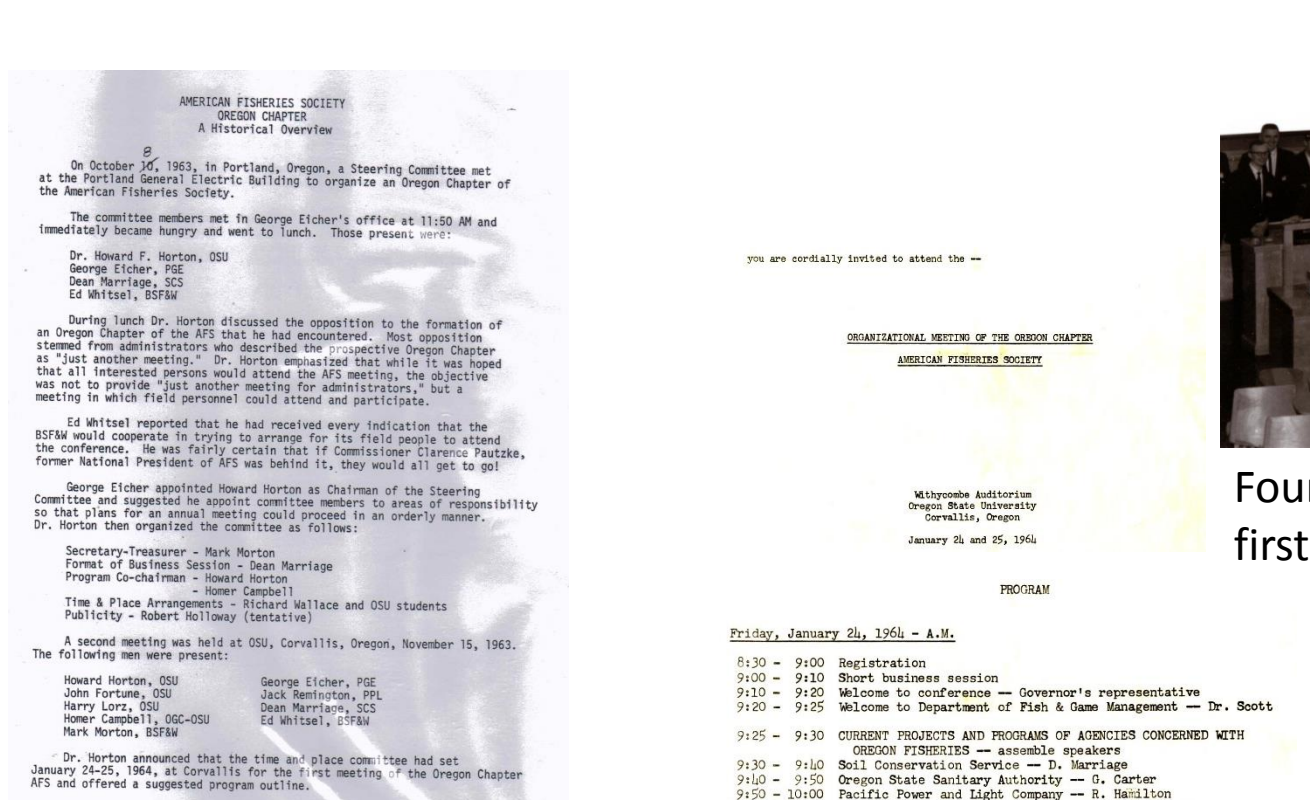 AMERICAN FISHERIES SOCIETY
OREGON CHAPTER
A Historical Overview
8
On October 10, 1963, in Portland, Oregon, a Steering Committee met
at the Portland General Electric Building to organize an Oregon Chapter of
the American Fisheries Society.
The committee members met in George Eicher's office at 11:50 AM and
immediately became hungry and went to lunch. Those present were:
Dr. Howard F. Horton, OSU
George Eicher, PGE
Dean Marriage, SCS
Ed Whitsel, BSF&W
During lunch Dr. Horton discussed the opposition to the formation of
an Oregon Chapter of the AFS that he had encountered. Most opposition
stemmed from administrators who described the prospective Oregon Chapter
as "just another meeting." Dr. Horton emphasized that while it was hoped
that all interested persons would attend the AFS meeting, the objective
was not to provide "just another meeting for administrators," but a
meeting in which field personnel could attend and participate.
Ed Whitsel reported that he had received every indication that the
BSF&W would cooperate in trying to arrange for its field people to attend
the conference. He was fairly certain that if Commissioner Clarence Pautzke,
former National President of AFS was behind it, they would all get to go!
George Eicher appointed Howard Horton as Chairman of the Steering
Committee and suggested he appoint committee members to areas of responsibility
so that plans for an annual meeting could proceed in an orderly manner.
Dr. Horton then organized the committee as follows:
Secretary-Treasurer - Mark Morton
Format of Business Session - Dean Marriage
Program Co-chairman - Howard Horton
- Homer Campbell
Time & Place Arrangements - Richard Wallace and OSU students
Publicity - Robert Holloway (tentative)
A second meeting was held at OSU, Corvallis, Oregon, November 15, 1963.
The following men were present:
Howard Horton, OSU George Eicher, PGE
John Fortune, OSU Jack Remington, PPL
Harry Lorz, OSU Dean Marriage, SCS
Homer Campbell, OGC-OSU Ed Whitsel, BSF&W
Mark Morton, BSF&W
Dr. Horton announced that the time and place committee had set
January 24-25, 1964, at Corvallis for the first meeting of the Oregon Chapter
AFS and offered a suggested program outline.
you are cordially invited to attend the --
ORGANIZATIONAL MEETING OF THE OREGON CHAPTER
AMERICAN FISHERIES SOCIETY
Withycombe Auditorium
Oregon State University
Corvallis, Oregon
January 24 and 25, 1964
PROGRAM
Friday, January 24, 1964 - A.M.
8:30 - 9:00 Registration
9:00 - 9:10 Short business session
9:10 - 9:20 Welcome to conference -- Governor's representative
9:20 - 9:25 Welcome to Department of Fish & Game Management -- Dr. Scott
9:25 - 9:30 CURRENT PROJECTS AND PROGRAMS OF AGENCIES CONCERNED WITH
OREGON FISHERIES -- assemble speakers
9:30 - 9:40 Soil Conservation Service -- D. Marriage
9:40 - 9:50 Oregon State Sanitary Authority -- G. Carter
9:50 - 10:00 Pacific Power and Light Company -- R. Hamilton
first